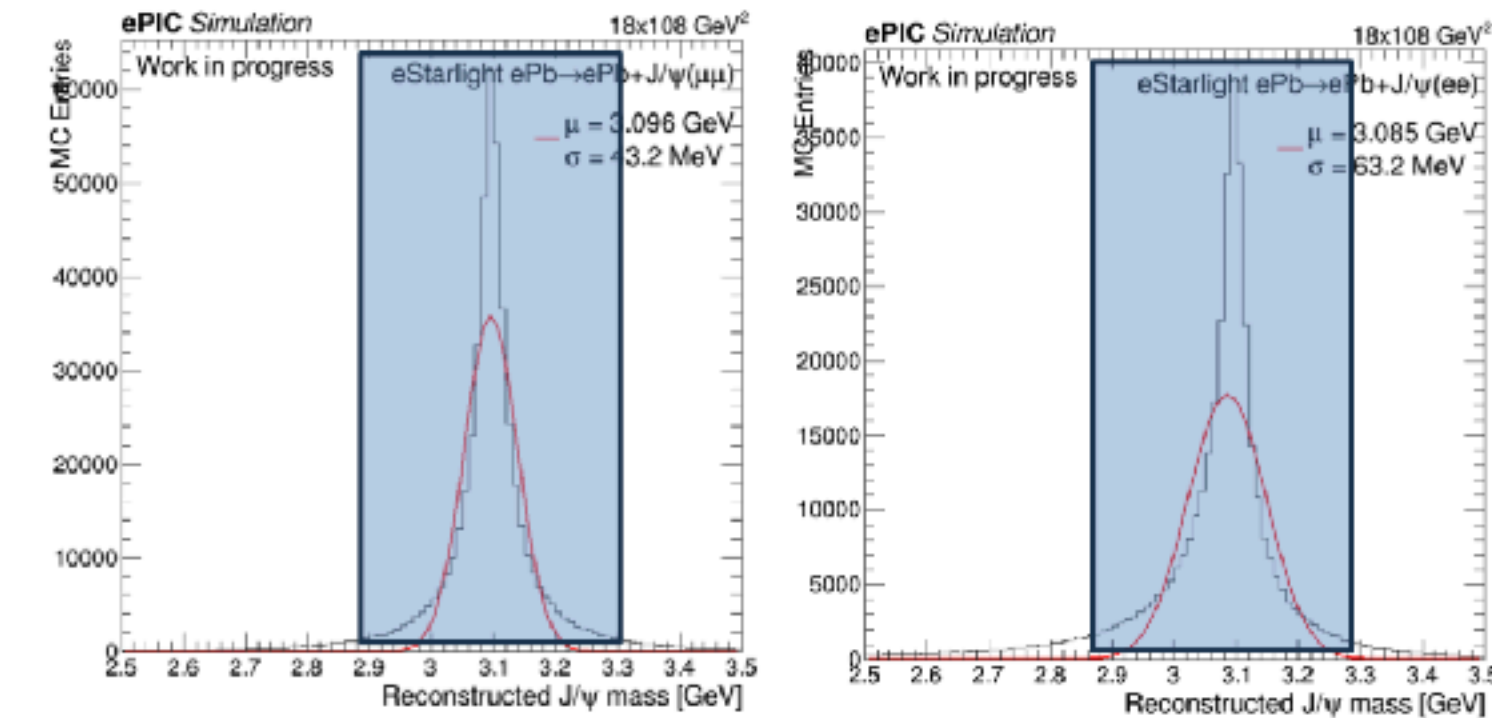 ePIC Simulation 18x108 GeV²
Work in progress
eStarlight ePb→ePb+J/ψ(μμ)
μ = 3.096 GeV
σ = 43.2 MeV
MC Entries
50000
40000
30000
20000
10000
0
2.5 2.6 2.7 2.8 2.9 3 3.1 3.2 3.3 3.4 3.5
Reconstructed J/ψ mass [GeV]
ePIC Simulation 18x108 GeV²
Work in progress
eStarlight ePb→ePb+J/ψ(ee)
μ = 3.085 GeV
σ = 63.2 MeV
MC Entries
30000
25000
20000
15000
10000
5000
0
2.5 2.6 2.7 2.8 2.9 3 3.1 3.2 3.3 3.4
Reconstructed J/ψ mass [GeV]